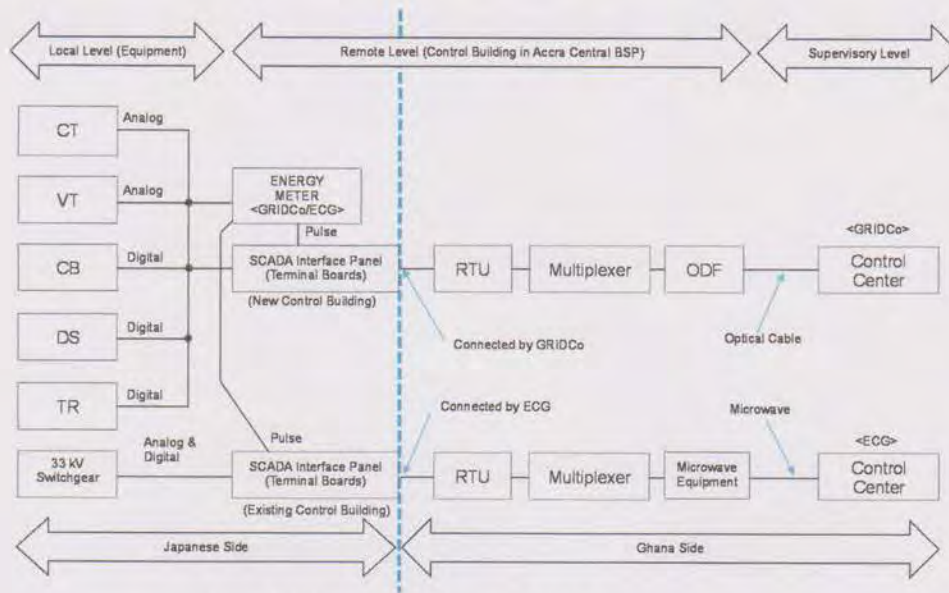 Local Level (Equipment)
Remote Level (Control Building in Accra Central BSP)
Supervisory Level
CT
Analog
VT
Analog
ENERGY
METER
<GRIDCo/ECG>
Pulse
CB
Digital
SCADA Interface Panel
(Terminal Boards)
(New Control Building)
RTU
Multiplexer
ODF
<GRIDCo>
Control
Center
DS
Digital
Connected by GRIDCo
Optical Cable
TR
Digital
Connected by ECG
Microwave
33 kV
Switchgear
Analog &
Digital
Pulse
SCADA Interface Panel
(Terminal Boards)
(Existing Control Building)
RTU
Multiplexer
Microwave
Equipment
<ECG>
Control
Center
Japanese Side
Ghana Side